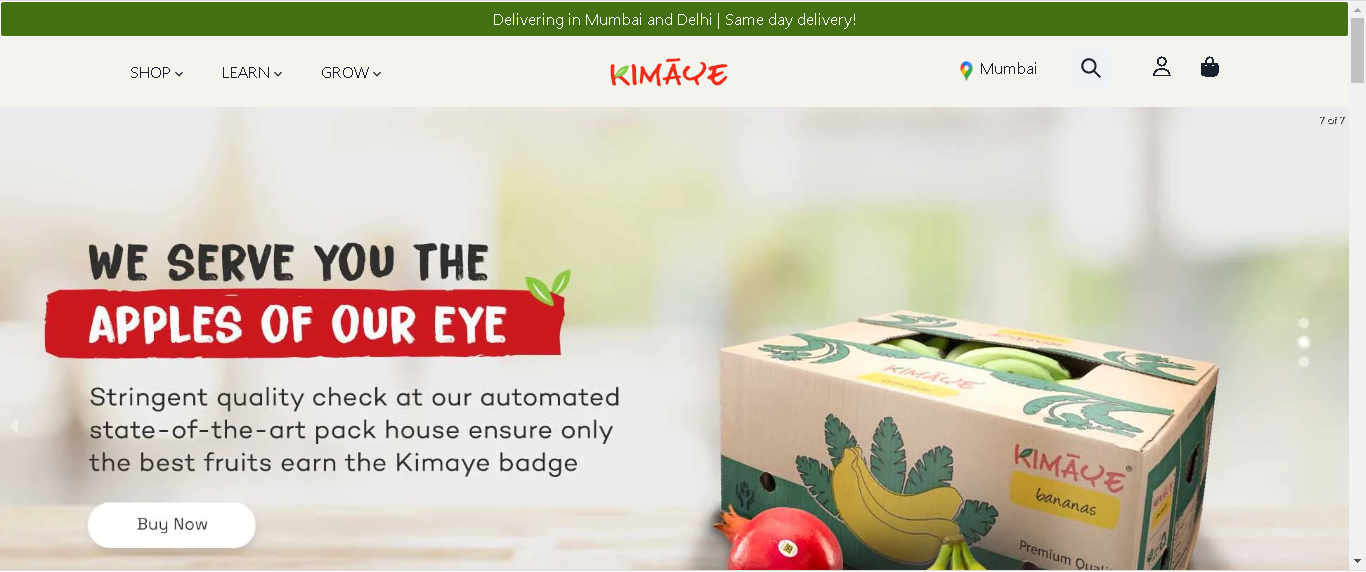 Delivering in Mumbai and Delhi | Same day delivery!
SHOP LEARN GROW KIMĀYE Mumbai
7 of 7
WE SERVE YOU THE
APPLES OF OUR EYE
Stringent quality check at our automated
state-of-the-art pack house ensure only
the best fruits earn the Kimaye badge
Buy Now
KIMĀYE
KIMĀYE®
bananas
Premium
KIMĀYE